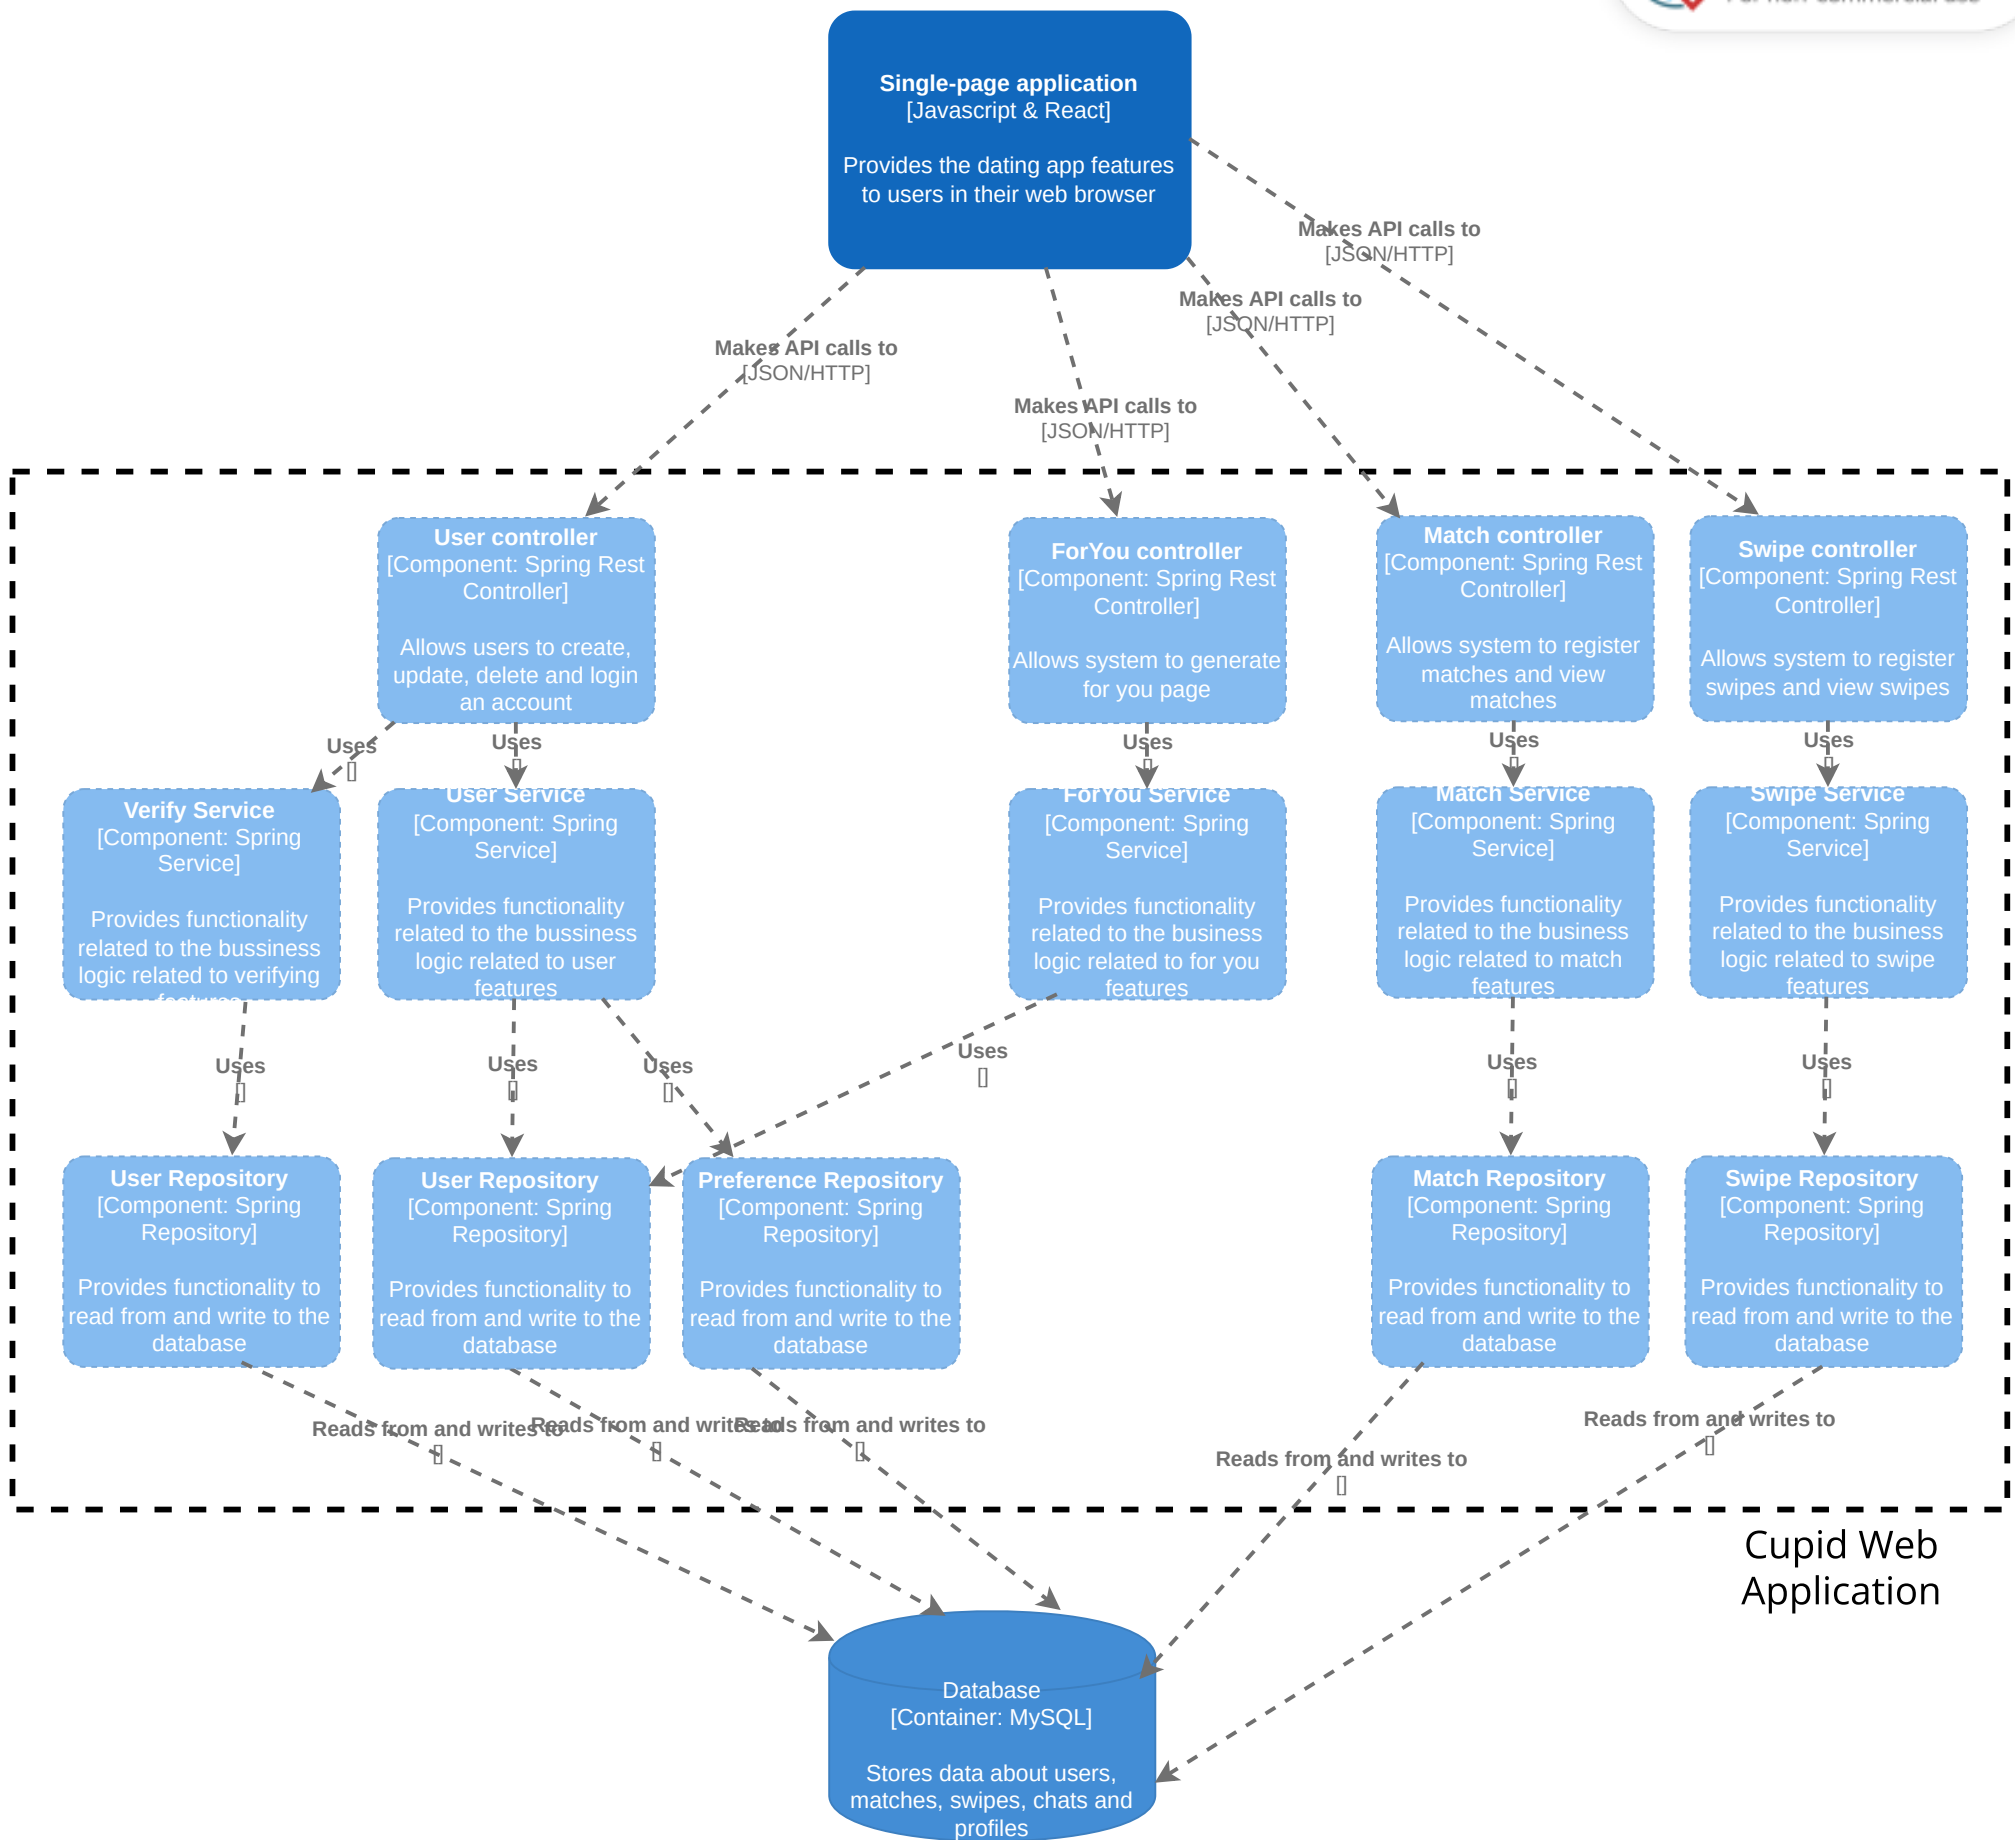 Single-page application
[Javascript & React]
Provides the dating app features
to users in their web browser
Makes API calls to
[JSON/HTTP]
Makes API calls to
[JSON/HTTP]
Makes API calls to
[JSON/HTTP]
Makes API calls to
[JSON/HTTP]
User controller
[Component: Spring Rest
Controller]
Allows users to create,
update, delete and login
an account
ForYou controller
[Component: Spring Rest
Controller]
Allows system to generate
for you page
Match controller
[Component: Spring Rest
Controller]
Allows system to register
matches and view
matches
Swipe controller
[Component: Spring Rest
Controller]
Allows system to register
swipes and view swipes
Uses
[]
Uses
[]
Uses
[]
Uses
[]
Uses
[]
Verify Service
[Component: Spring
Service]
Provides functionality
related to the bussiness
logic related to verifying
features
User Service
[Component: Spring
Service]
Provides functionality
related to the bussiness
logic related to user
features
ForYou Service
[Component: Spring
Service]
Provides functionality
related to the business
logic related to for you
features
Match Service
[Component: Spring
Service]
Provides functionality
related to the business
logic related to match
features
Swipe Service
[Component: Spring
Service]
Provides functionality
related to the business
logic related to swipe
features
Uses
[]
Uses
[]
Uses
[]
Uses
[]
Uses
[]
Uses
[]
User Repository
[Component: Spring
Repository]
Provides functionality to
read from and write to the
database
User Repository
[Component: Spring
Repository]
Provides functionality to
read from and write to the
database
Preference Repository
[Component: Spring
Repository]
Provides functionality to
read from and write to the
database
Match Repository
[Component: Spring
Repository]
Provides functionality to
read from and write to the
database
Swipe Repository
[Component: Spring
Repository]
Provides functionality to
read from and write to the
database
Reads from and writes to
[]
Reads from and writes to
[]
Reads from and writes to
[]
Reads from and writes to
[]
Reads from and writes to
[]
Cupid Web
Application
Database
[Container: MySQL]
Stores data about users,
matches, swipes, chats and
profiles